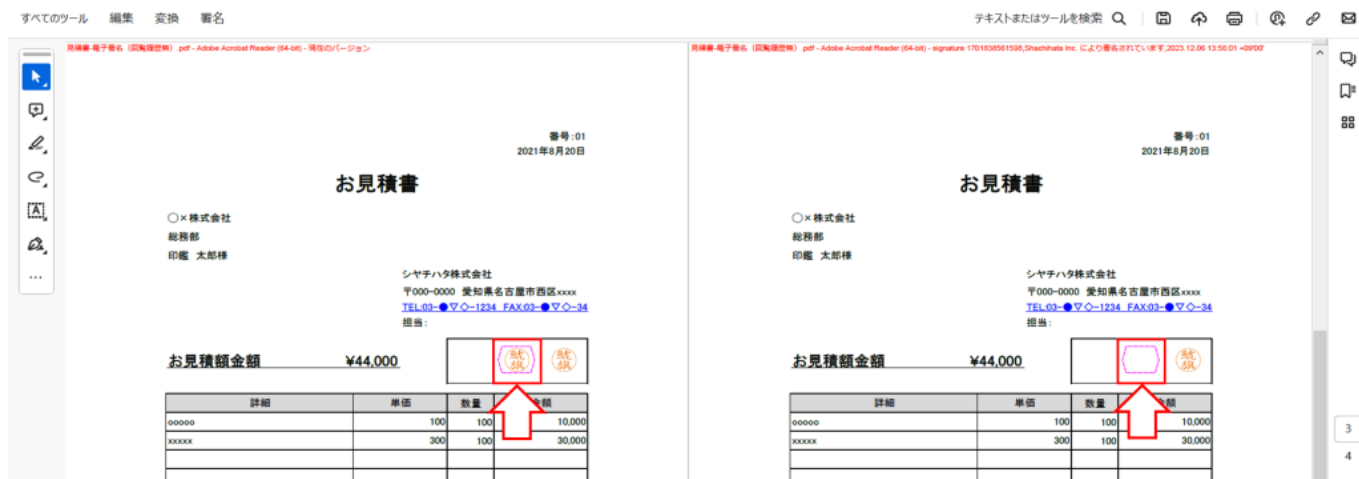 すべてのツール 編集 変換 署名 テキストまたはツールを検索
見積書-電子署名（回覧履歴無）.pdf - Adobe Acrobat Reader (64-bit) - 現在のバージョン
番号:01
2021年8月20日
お見積書
○×株式会社
総務部
印鑑 太郎様
シヤチハタ株式会社
〒000-0000 愛知県名古屋市西区xxxx
TEL:03-●▽◇-1234 FAX:03-●▽◇-34
担当:
お見積額金額 ¥44,000
詳細 単価 数量 金額
ooooo 100 100 10,000
xxxxx 300 100 30,000
見積書-電子署名（回覧履歴無）.pdf - Adobe Acrobat Reader (64-bit) - signature 1701838561598,Shachihata Inc. により署名されています,2023.12.06 13:56:01 +09'00'
番号:01
2021年8月20日
お見積書
○×株式会社
総務部
印鑑 太郎様
シヤチハタ株式会社
〒000-0000 愛知県名古屋市西区xxxx
TEL:03-●▽◇-1234 FAX:03-●▽◇-34
担当:
お見積額金額 ¥44,000
詳細 単価 数量 金額
ooooo 100 100 10,000
xxxxx 300 100 30,000
3
4